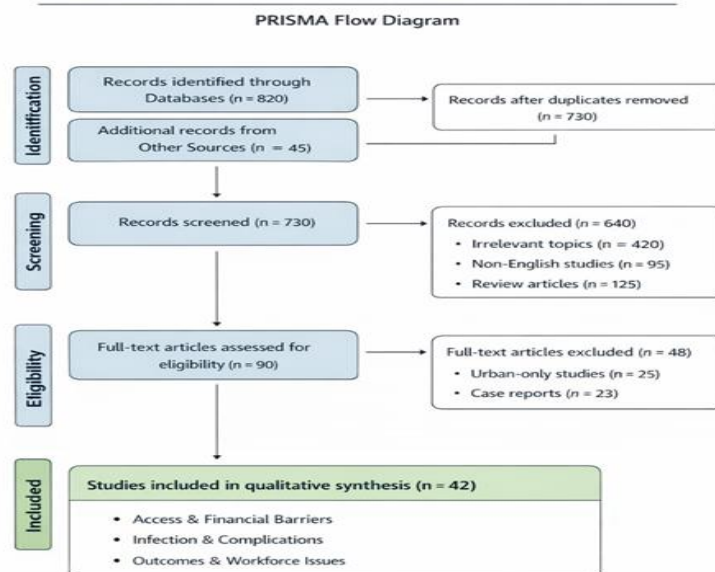 PRISMA Flow Diagram
Idenitification
Records identified through
Databases (n = 820)
Records after duplicates removed
(n = 730)
Additional records from
Other Sources (n = 45)
Screening
Records screened (n = 730)
Records excluded (n = 640)
• Irrelevant topics (n = 420)
• Non-English studies (n = 95)
• Review articles (n = 125)
Eligibility
Full-text articles assessed for
eligibility (n = 90)
Full-text articles excluded (n = 48)
• Urban-only studies (n = 25)
• Case reports (n = 23)
Included
Studies included in qualitative synthesis (n = 42)
• Access & Financial Barriers
• Infection & Complications
• Outcomes & Workforce Issues